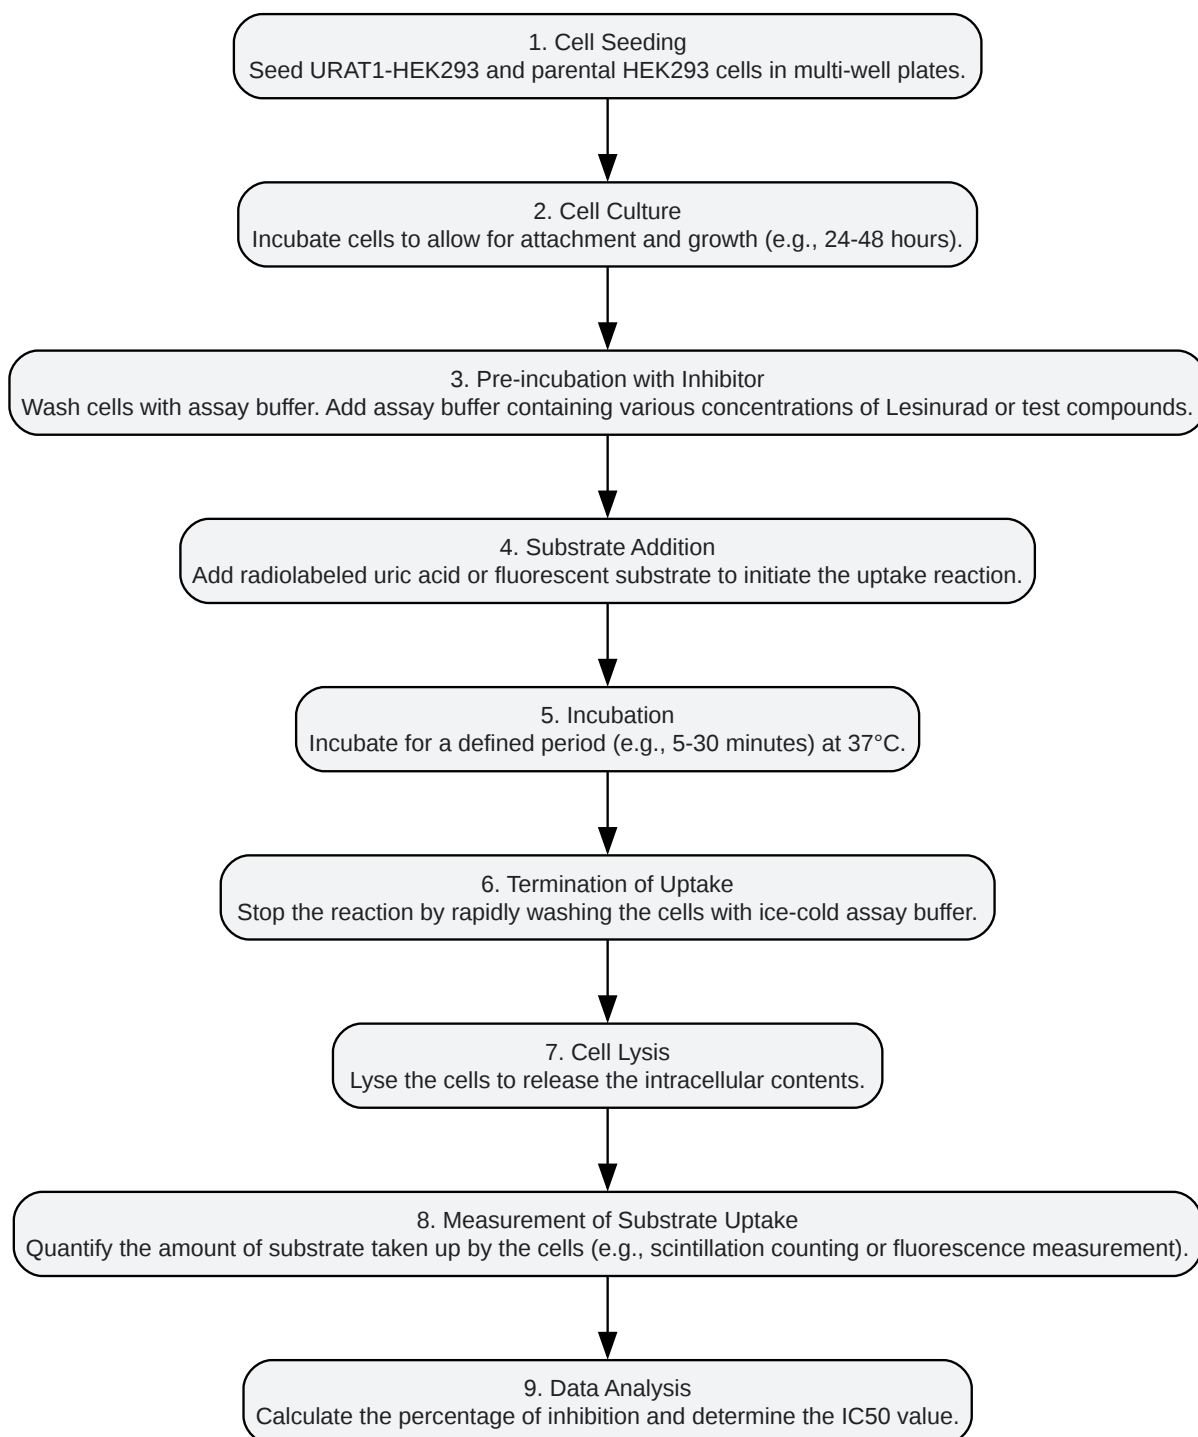 1. Cell Seeding
Seed URAT1-HEK293 and parental HEK293 cells in multi-well plates.
2. Cell Culture
Incubate cells to allow for attachment and growth (e.g., 24-48 hours).
3. Pre-incubation with Inhibitor
Wash cells with assay buffer. Add assay buffer containing various concentrations of Lesinurad or test compounds.
4. Substrate Addition
Add radiolabeled uric acid or fluorescent substrate to initiate the uptake reaction.
5. Incubation
Incubate for a defined period (e.g., 5-30 minutes) at 37°C.
6. Termination of Uptake
Stop the reaction by rapidly washing the cells with ice-cold assay buffer.
7. Cell Lysis
Lyse the cells to release the intracellular contents.
8. Measurement of Substrate Uptake
Quantify the amount of substrate taken up by the cells (e.g., scintillation counting or fluorescence measurement).
9. Data Analysis
Calculate the percentage of inhibition and determine the IC50 value.